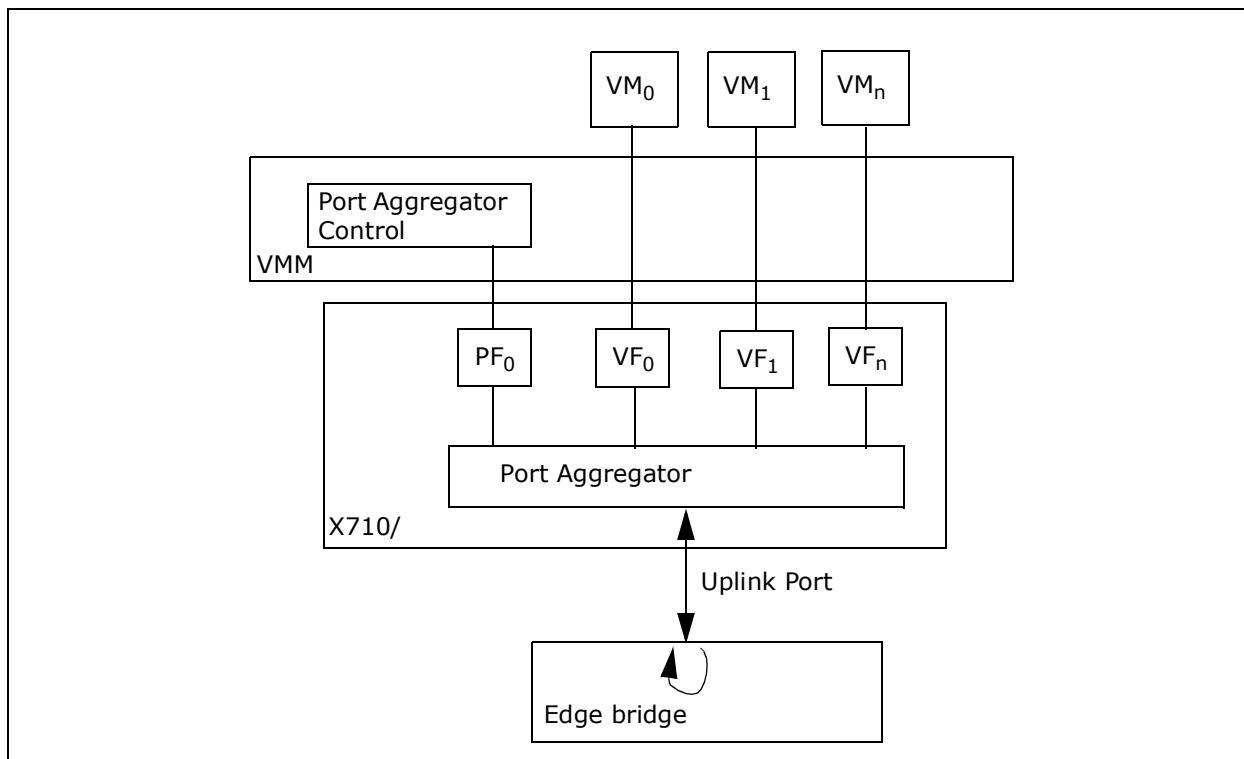 VM₀ VM₁ VMₙ
Port Aggregator
Control
VMM
PF₀ VF₀ VF₁ VFₙ
Port Aggregator
X710/
Uplink Port
Edge bridge